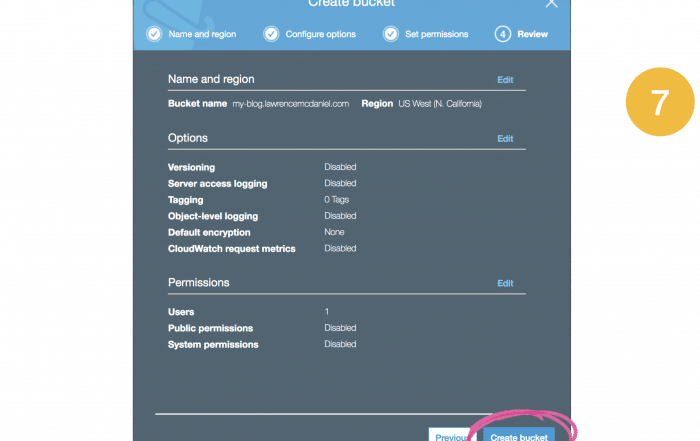 Create bucket
Name and region Configure options Set permissions 4 Review
7
Name and region Edit
Bucket name my-blog.lawrencemcdaniel.com Region US West (N. California)
Options Edit
Versioning Disabled
Server access logging Disabled
Tagging 0 Tags
Object-level logging Disabled
Default encryption None
CloudWatch request metrics Disabled
Permissions Edit
Users 1
Public permissions Disabled
System permissions Disabled
Previous Create bucket